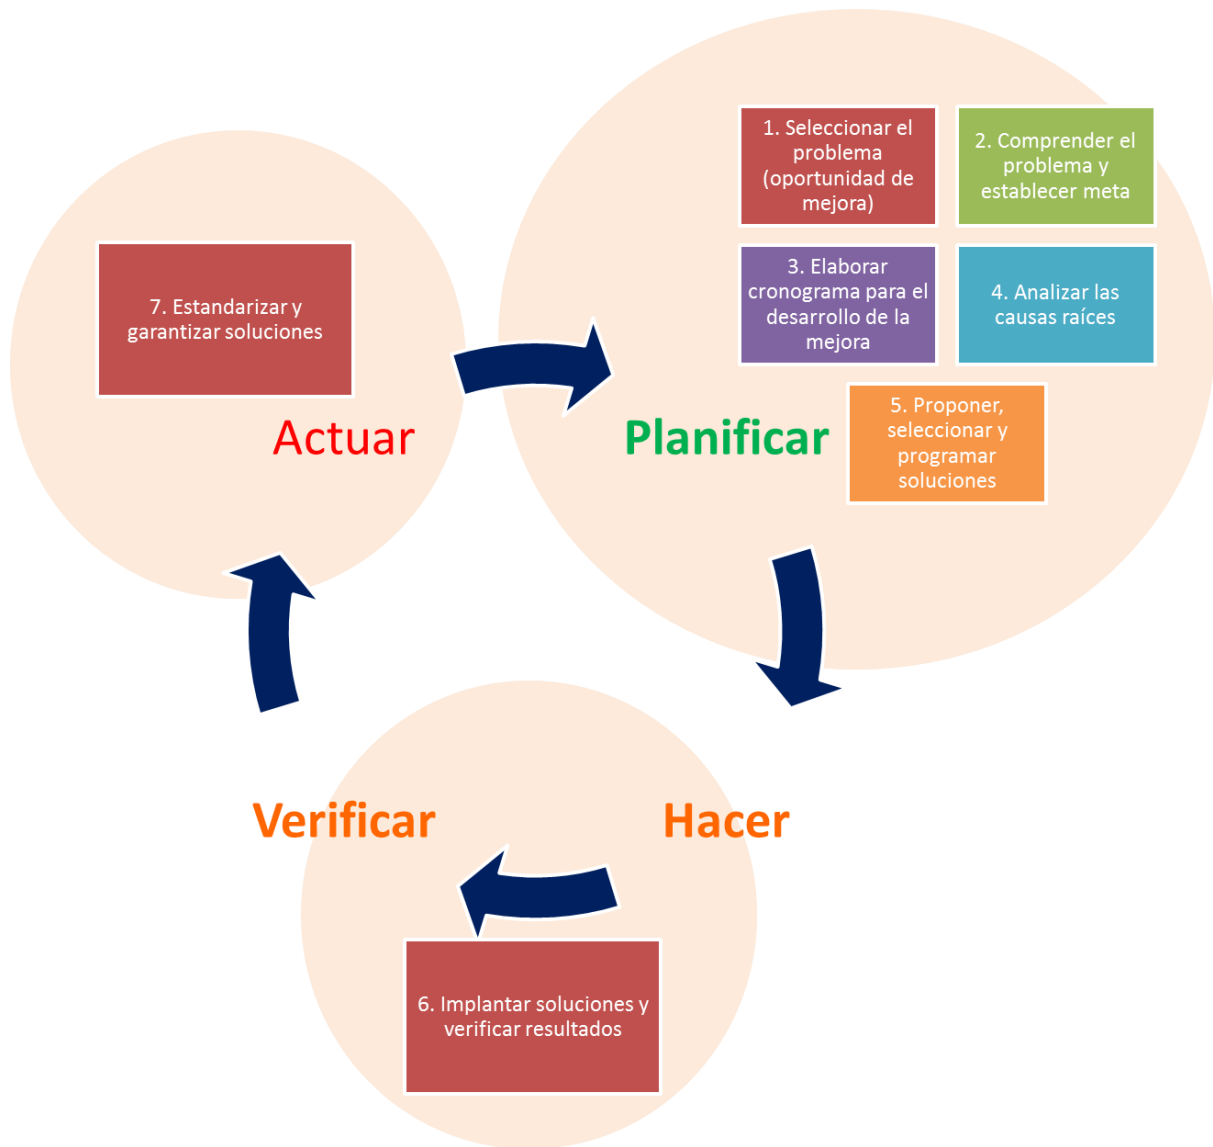 1. Seleccionar el
problema
(oportunidad de
mejora)
2. Comprender el
problema y
establecer meta
3. Elaborar
cronograma para el
desarrollo de la
mejora
4. Analizar las
causas raíces
5. Proponer,
seleccionar y
programar
soluciones
Planificar
7. Estandarizar y
garantizar soluciones
Actuar
Verificar
Hacer
6. Implantar soluciones y
verificar resultados